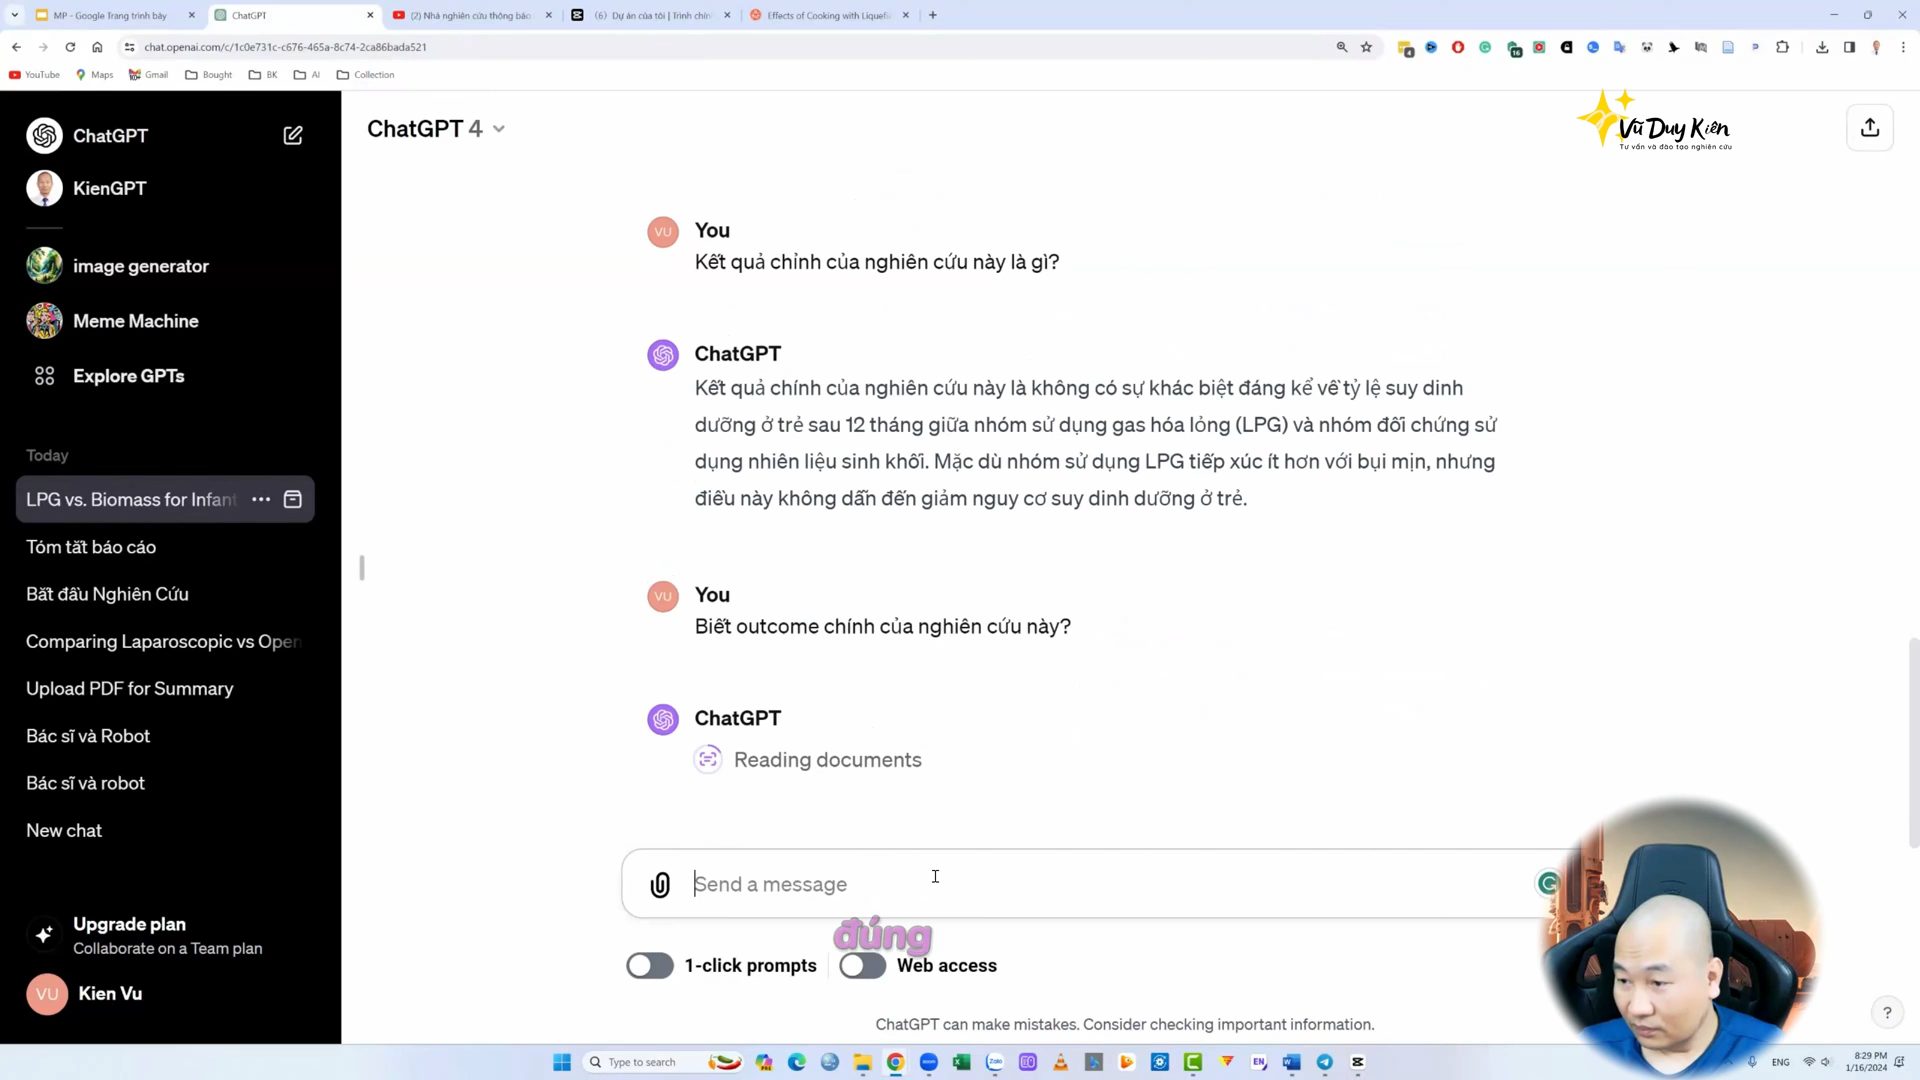 MP - Google Trang trình bày
ChatGPT
(2) Nhà nghiên cứu thông báo
(6) Dự án của tôi | Trình chỉnh
Effects of Cooking with Liquefie
chat.openai.com/c/1c0e731c-c676-465a-8c74-2ca86bada521
YouTube
Maps
Gmail
Bought
BK
AI
Collection
ChatGPT
KienGPT
image generator
Meme Machine
Explore GPTs
Today
LPG vs. Biomass for Infant
Tóm tắt báo cáo
Bắt đầu Nghiên Cứu
Comparing Laparoscopic vs Open
Upload PDF for Summary
Bác sĩ và Robot
Bác sĩ và robot
New chat
Upgrade plan
Collaborate on a Team plan
VU
Kien Vu
ChatGPT 4
Vũ Duy Kiên
Tư vấn và đào tạo nghiên cứu
VU
You
Kết quả chỉnh của nghiên cứu này là gì?
ChatGPT
Kết quả chính của nghiên cứu này là không có sự khác biệt đáng kể về tỷ lệ suy dinh
dưỡng ở trẻ sau 12 tháng giữa nhóm sử dụng gas hóa lỏng (LPG) và nhóm đối chứng sử
dụng nhiên liệu sinh khối. Mặc dù nhóm sử dụng LPG tiếp xúc ít hơn với bụi mịn, nhưng
điều này không dẫn đến giảm nguy cơ suy dinh dưỡng ở trẻ.
VU
You
Biết outcome chính của nghiên cứu này?
ChatGPT
Reading documents
Send a message
đúng
1-click prompts
Web access
ChatGPT can make mistakes. Consider checking important information.
?
Type to search
ENG
8:29 PM
1/16/2024